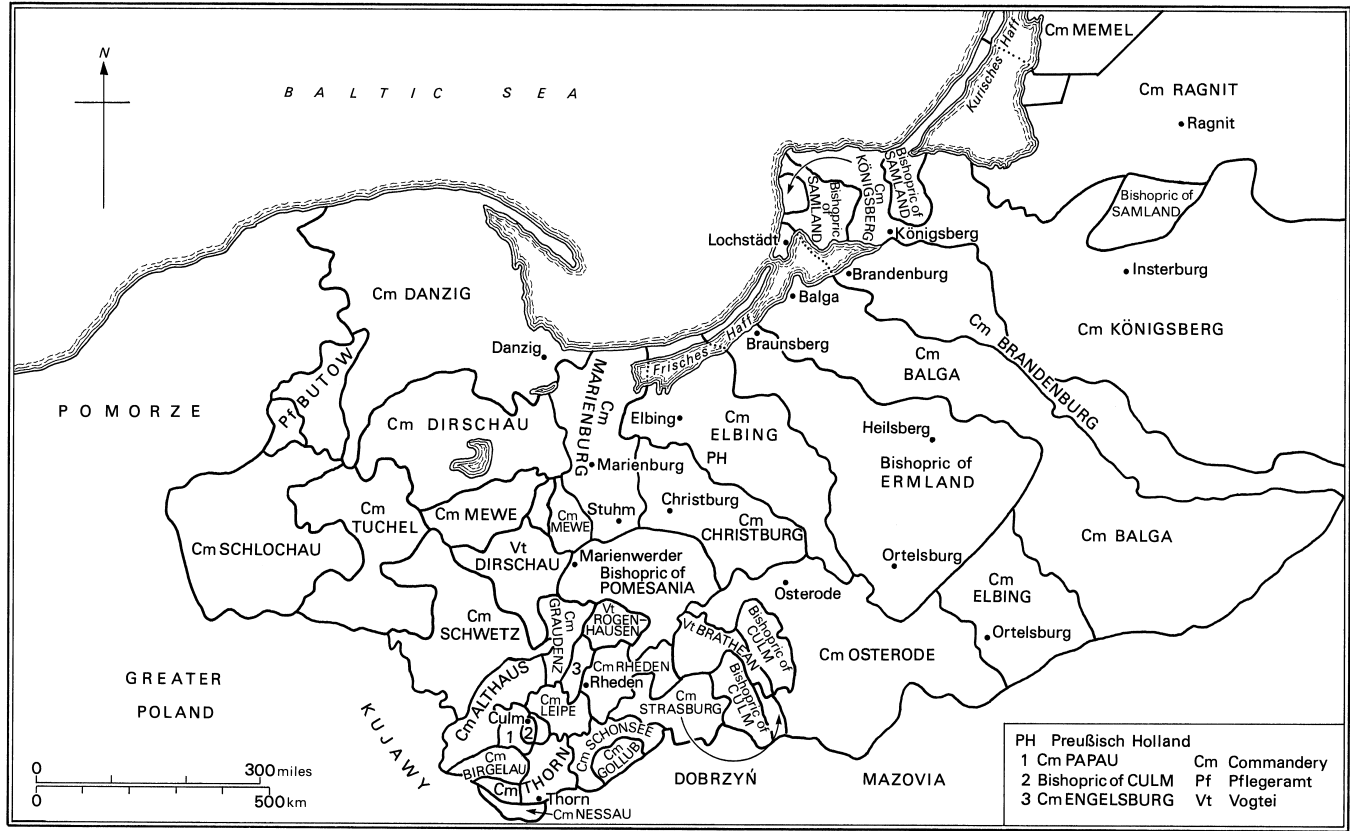 N
BALTIC SEA
Kurisches Haff
Cm MEMEL
Cm RAGNIT
Ragnit
Bishopric of
SAMLAND
Cm
KÖNIGSBERG
Bishopric
of
SAMLAND
Bishopric of
SAMLAND
Lochstädt
Königsberg
Insterburg
Brandenburg
Balga
Cm DANZIG
Cm KÖNIGSBERG
Cm BRANDENBURG
Frisches Haff
Braunsberg
Danzig
Cm
BALGA
Pf BUTOW
POMORZE
Cm
MARIENBURG
Cm DIRSCHAU
Elbing
Cm
ELBING
PH
Heilsberg
Bishopric of
ERMLAND
Marienburg
Cm
TUCHEL
Cm MEWE
Cm
MEWE
Stuhm
Christburg
Cm
CHRISTBURG
Cm SCHLOCHAU
Vt
DIRSCHAU
Marienwerder
Bishopric of
POMESANIA
Cm BALGA
Ortelsburg
Osterode
Cm
ELBING
Ortelsburg
Cm
SCHWETZ
Cm
GRAUDENZ
Vt
ROGEN-
HAUSEN
Vt BRATHEAN
Bishopric of
CULM
Cm OSTERODE
3
Cm RHEDEN
Rheden
GREATER
POLAND
Cm ALTHAUS
Cm
LEIPE
Cm
STRASBURG
Bishopric of
CULM
KUJAWY
Culm
1
2
Cm SCHONSEE
Cm
GOLLUB
Cm
BIRGELAU
Cm THORN
Thorn
Cm NESSAU
DOBRZYŃ
MAZOVIA
0 300 miles
0 500 km
PH Preußisch Holland
1 Cm PAPAU Cm Commandery
2 Bishopric of CULM Pf Pflegeramt
3 Cm ENGELSBURG Vt Vogtei